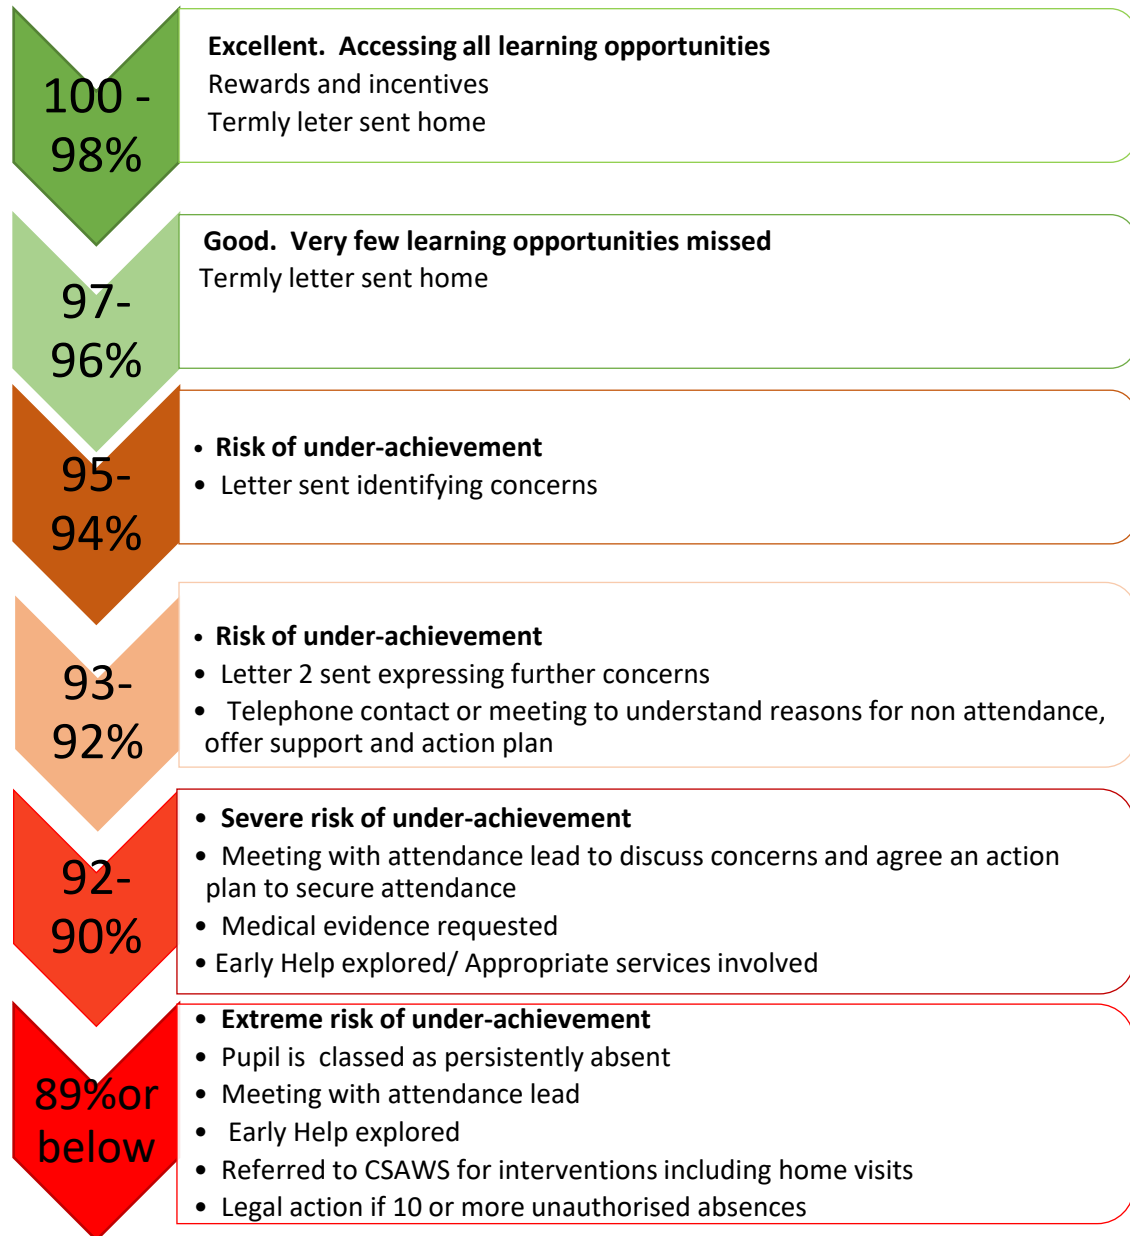 100 -
98%
Excellent. Accessing all learning opportunities
Rewards and incentives
Termly leter sent home
97-
96%
Good. Very few learning opportunities missed
Termly letter sent home
95-
94%
• Risk of under-achievement
• Letter sent identifying concerns
93-
92%
• Risk of under-achievement
• Letter 2 sent expressing further concerns
• Telephone contact or meeting to understand reasons for non attendance,
offer support and action plan
92-
90%
• Severe risk of under-achievement
• Meeting with attendance lead to discuss concerns and agree an action
plan to secure attendance
• Medical evidence requested
• Early Help explored/ Appropriate services involved
89%or
below
• Extreme risk of under-achievement
• Pupil is classed as persistently absent
• Meeting with attendance lead
• Early Help explored
• Referred to CSAWS for interventions including home visits
• Legal action if 10 or more unauthorised absences